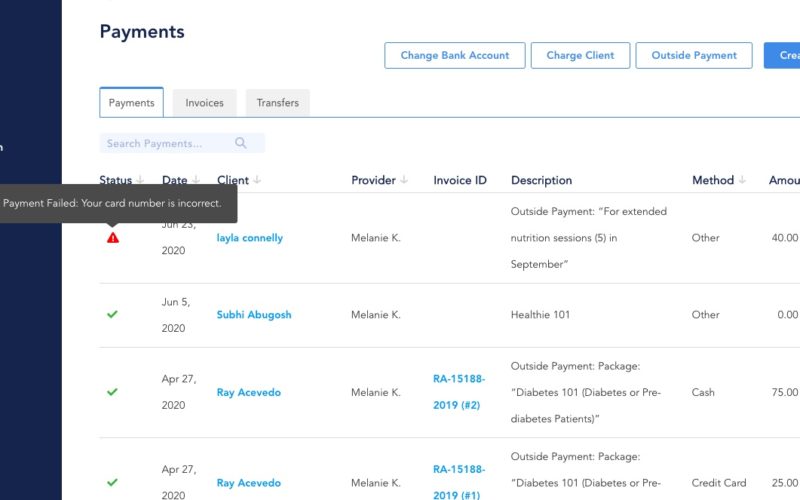 Payments
Change Bank Account Charge Client Outside Payment
Payments Invoices Transfers
Search Payments...
Status Date Client Provider Invoice ID Description Method
Payment Failed: Your card number is incorrect.
Jun 23,
2020
layla connelly
Melanie K.
Outside Payment: “For extended
nutrition sessions (5) in
September”
Other
40.00
Jun 5,
2020
Subhi Abugosh
Melanie K.
Healthie 101
Other
0.00
Apr 27,
2020
Ray Acevedo
Melanie K.
RA-15188-
2019 (#2)
Outside Payment: Package:
“Diabetes 101 (Diabetes or Pre-
diabetes Patients)”
Cash
75.00
Apr 27,
2020
Ray Acevedo
Melanie K.
RA-15188-
2019 (#1)
Outside Payment: Package:
“Diabetes 101 (Diabetes or Pre-
Credit Card
25.00